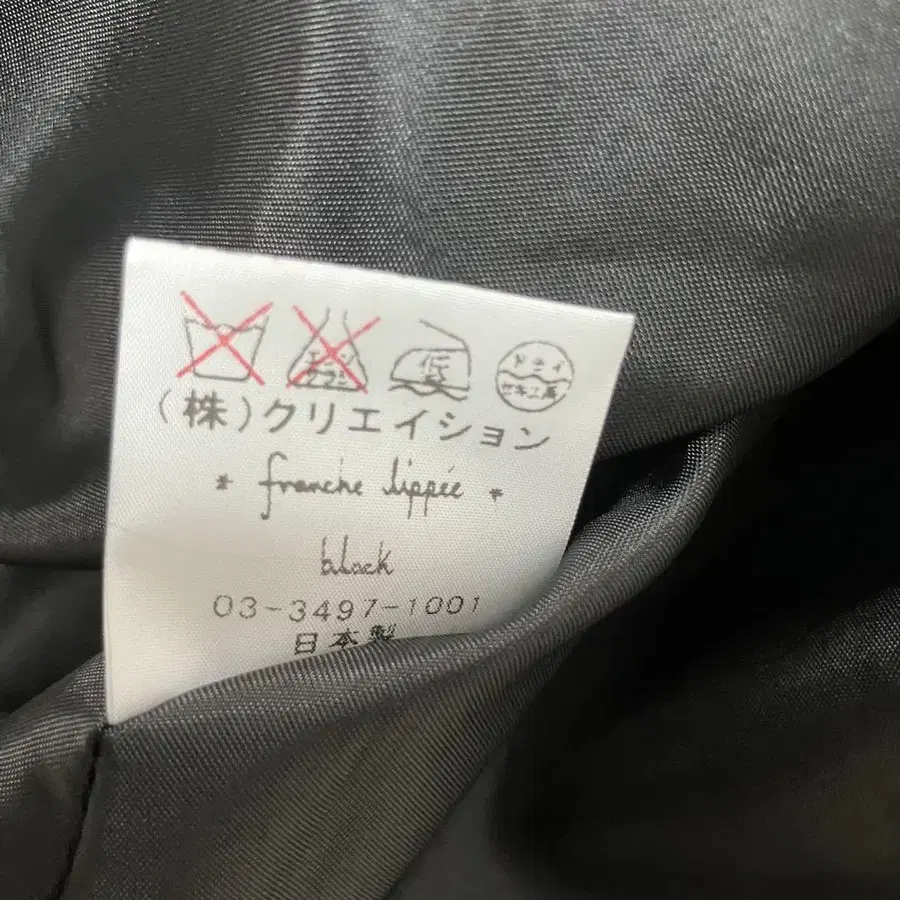 エンソ サラシ 低 ドライ セキユ系
(株)クリエイション
* franche lippée *
black
03-3497-1001
日本製